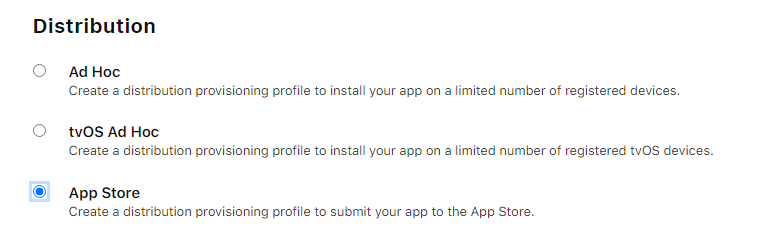 Distribution
Ad Hoc
Create a distribution provisioning profile to install your app on a limited number of registered devices.
tvOS Ad Hoc
Create a distribution provisioning profile to install your app on a limited number of registered tvOS devices.
App Store
Create a distribution provisioning profile to submit your app to the App Store.